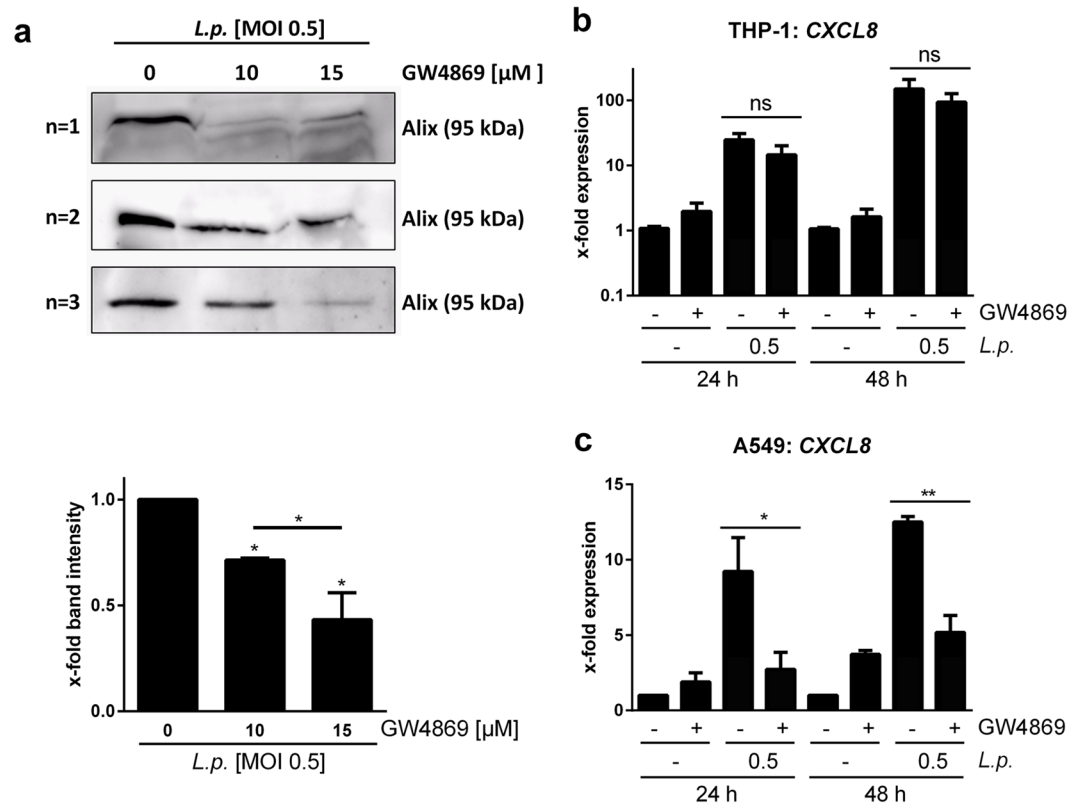 a
L.p. [MOI 0.5]
0 10 15 GW4869 [µM ]
n=1 Alix (95 kDa)
n=2 Alix (95 kDa)
n=3 Alix (95 kDa)
x-fold band intensity
1.0
0.5
0.0
*
*
*
0 10 15 GW4869 [µM]
L.p. [MOI 0.5]
b
THP-1: CXCL8
x-fold expression
100
10
1
0.1
ns
ns
- + - + - + - + GW4869
- 0.5 - 0.5 L.p.
24 h 48 h
c
A549: CXCL8
x-fold expression
15
10
5
0
*
**
- + - + - + - + GW4869
- 0.5 - 0.5 L.p.
24 h 48 h